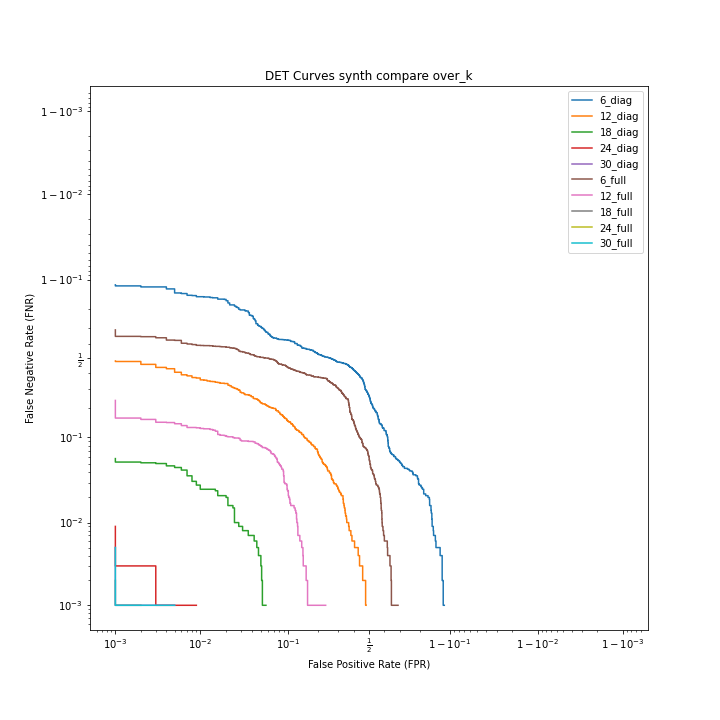 DET Curves synth compare over_k
6_diag
12_diag
18_diag
24_diag
30_diag
6_full
12_full
18_full
24_full
30_full
1 − 10⁻³
1 − 10⁻²
1 − 10⁻¹
1/2
10⁻¹
10⁻²
10⁻³
False Negative Rate (FNR)
10⁻³ 10⁻² 10⁻¹ 1/2 1 − 10⁻¹ 1 − 10⁻² 1 − 10⁻³
False Positive Rate (FPR)